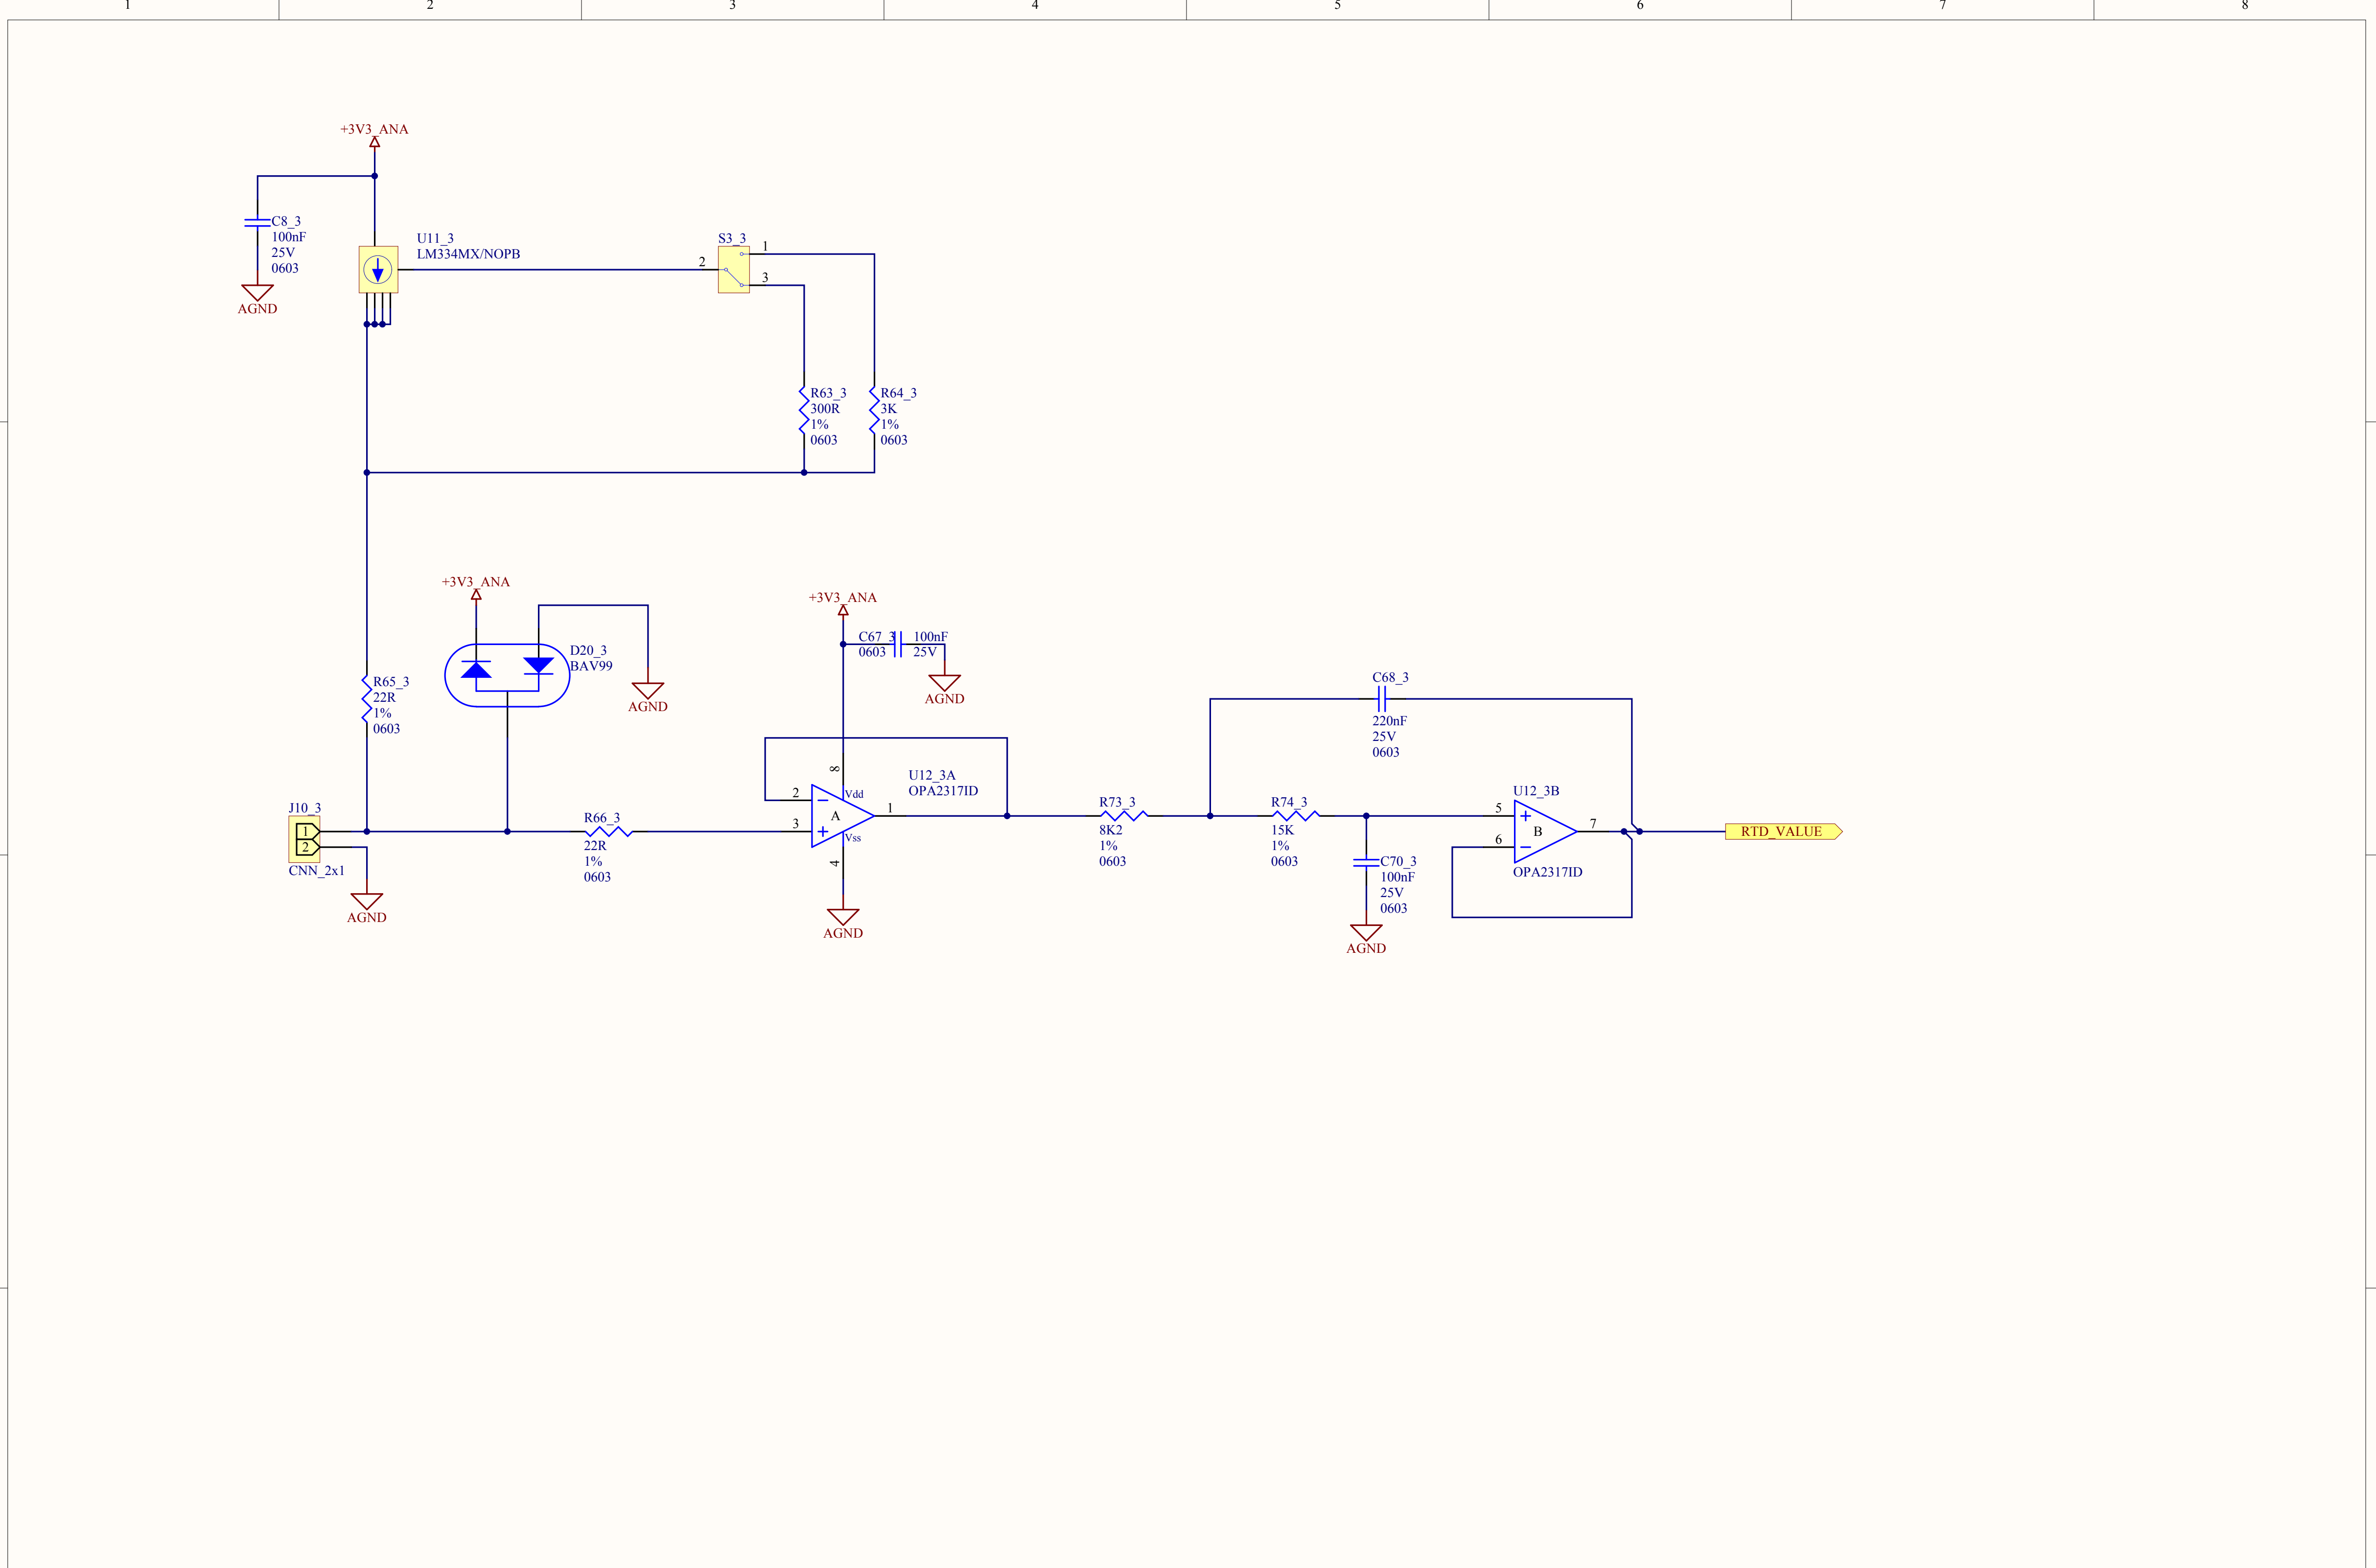 1 2 3 4 5 6 7 8
+3V3_ANA
C8_3
100nF
25V
0603
AGND
U11_3
LM334MX/NOPB
S3_3
2
1
3
R63_3
300R
1%
0603
R64_3
3K
1%
0603
+3V3_ANA
D20_3
BAV99
AGND
R65_3
22R
1%
0603
J10_3
1
2
CNN_2x1
AGND
R66_3
22R
1%
0603
+3V3_ANA
C67_3 100nF
0603 25V
AGND
8
Vdd
2
3
A
1
Vss
4
U12_3A
OPA2317ID
AGND
R73_3
8K2
1%
0603
C68_3
220nF
25V
0603
R74_3
15K
1%
0603
C70_3
100nF
25V
0603
AGND
U12_3B
5
6
B
7
OPA2317ID
RTD_VALUE